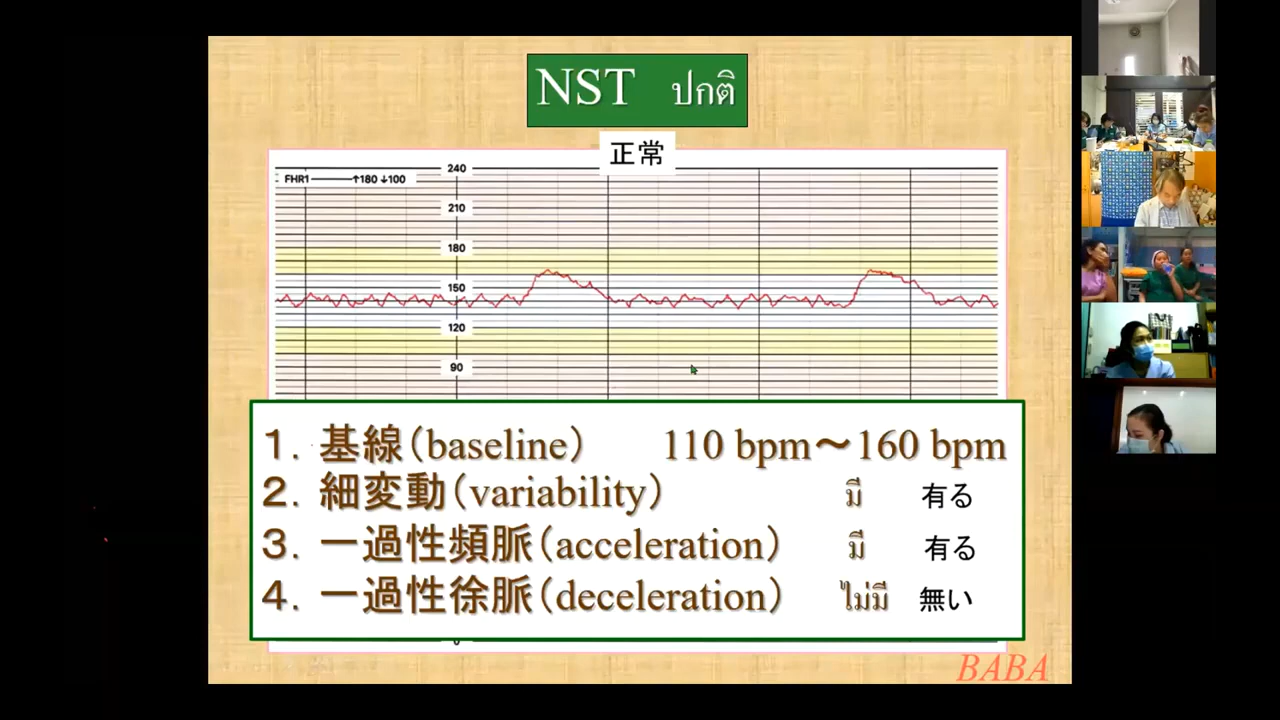 NST ปกติ
正常
FHR1 ↑180 ↓100
240
210
180
150
120
90
1. 基線(baseline) 110 bpm～160 bpm
2. 細変動(variability) มี 有る
3. 一過性頻脈(acceleration) มี 有る
4. 一過性徐脈(deceleration) ไม่มี 無い
BABA